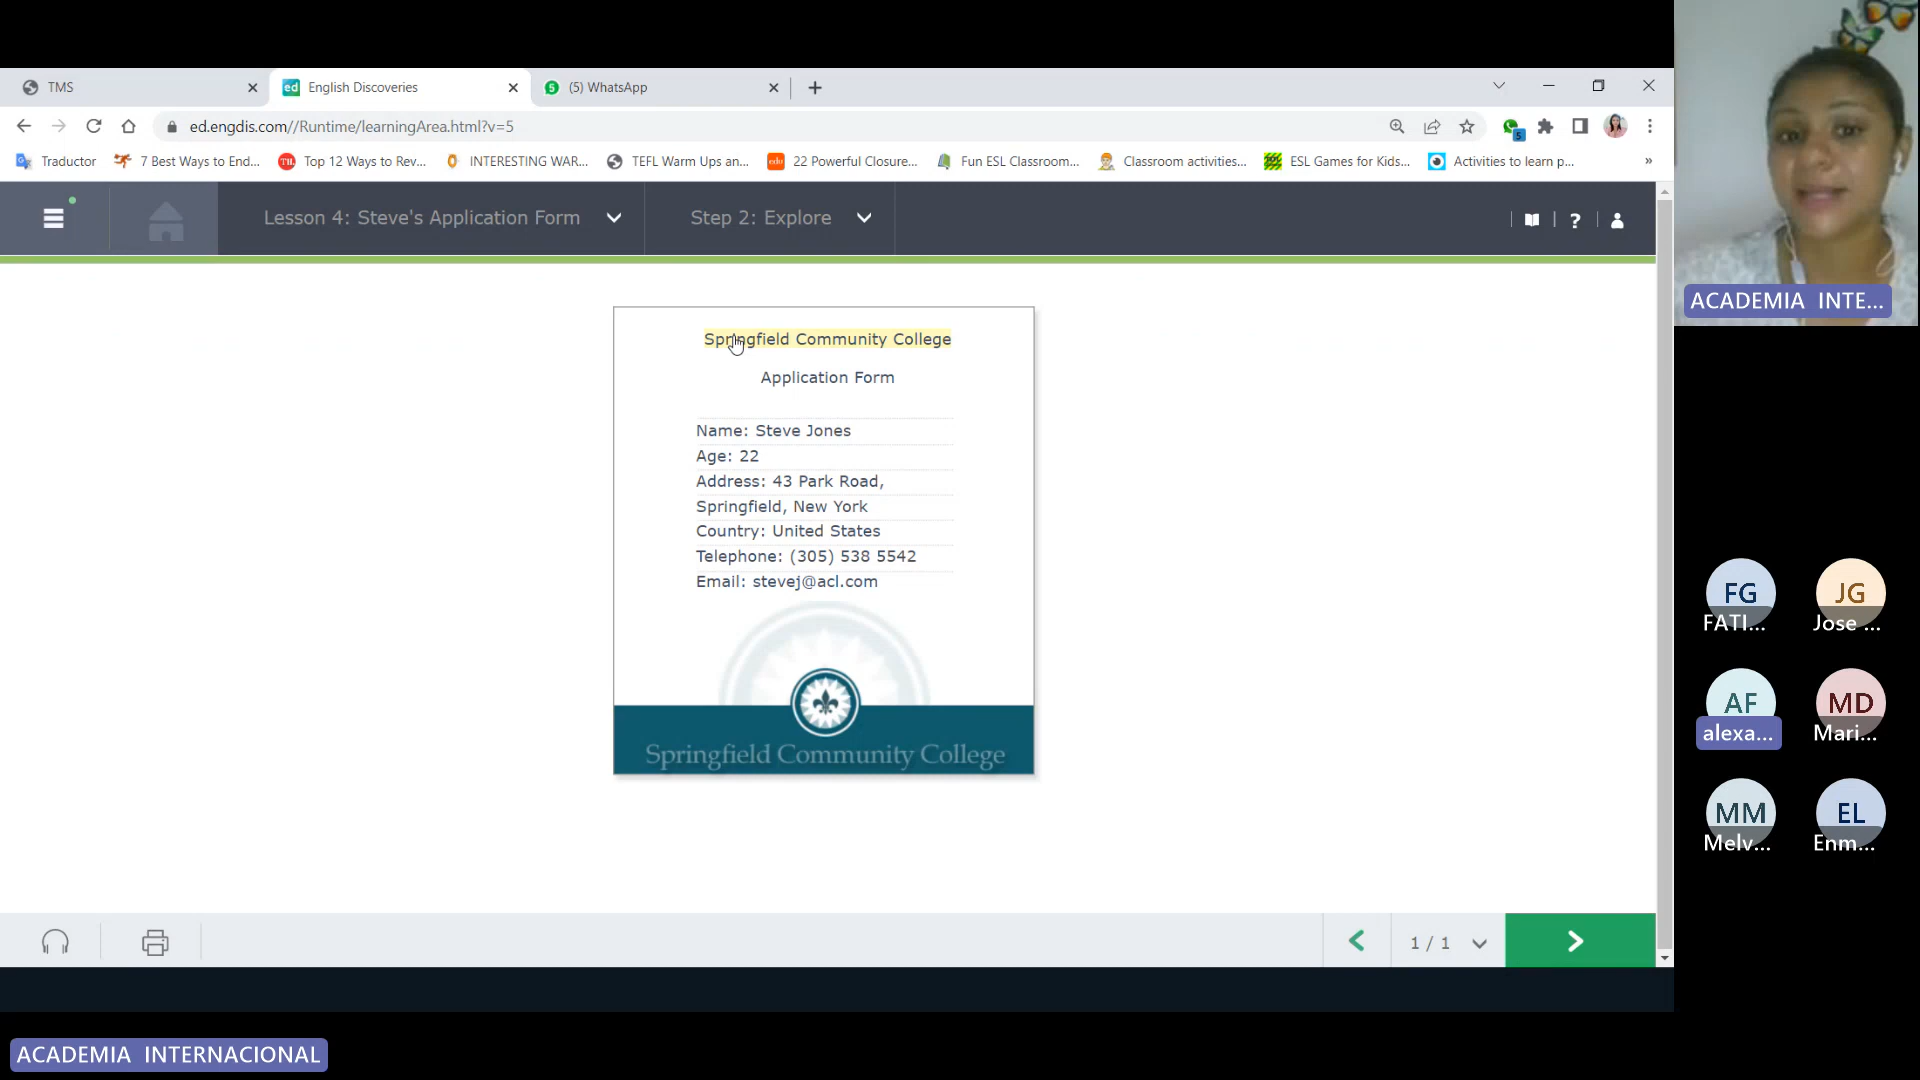 TMS
English Discoveries
(5) WhatsApp
ed.engdis.com//Runtime/learningArea.html?v=5
5
Traductor
7 Best Ways to End...
Top 12 Ways to Rev...
INTERESTING WAR...
TEFL Warm Ups an...
22 Powerful Closure...
Fun ESL Classroom...
Classroom activities...
ESL Games for Kids...
Activities to learn p...
»
Lesson 4: Steve's Application Form
Step 2: Explore
?
ACADEMIA INTE...
Springfield Community College
Application Form
Name: Steve Jones
Age: 22
Address: 43 Park Road,
Springfield, New York
Country: United States
Telephone: (305) 538 5542
Email: stevej@acl.com
Springfield Community College
FG
FATI...
JG
Jose ...
AF
alexa...
MD
Mari...
MM
Melv...
EL
Enm...
1 / 1
ACADEMIA INTERNACIONAL